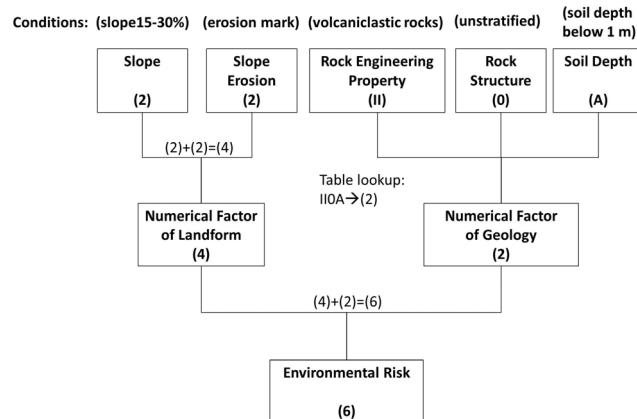 Conditions: (slope15-30%) (erosion mark) (volcaniclastic rocks) (unstratified) (soil depth
below 1 m)
Slope
(2)
Slope
Erosion
(2)
Rock Engineering
Property
(II)
Rock
Structure
(0)
Soil Depth
(A)
(2)+(2)=(4)
Table lookup:
II0A→(2)
Numerical Factor
of Landform
(4)
Numerical Factor
of Geology
(2)
(4)+(2)=(6)
Environmental Risk
(6)